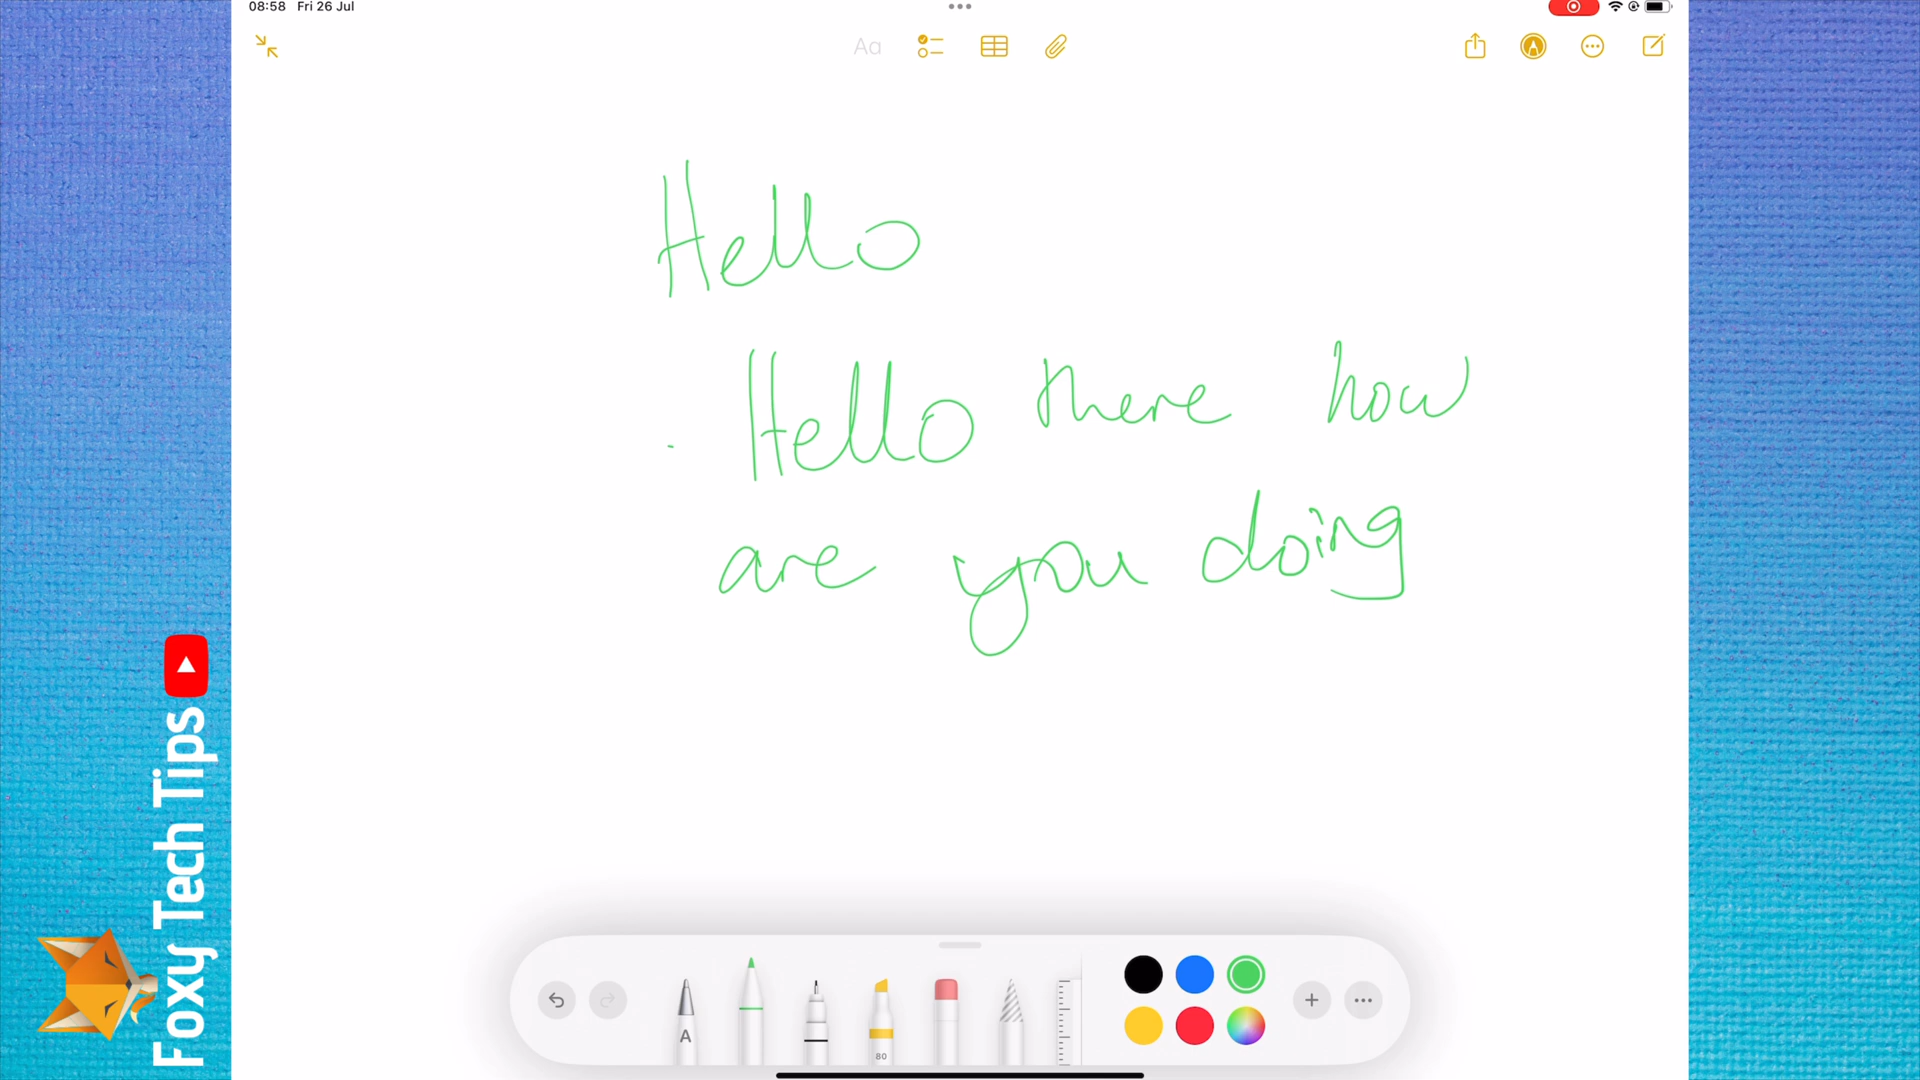 08:58 Fri 26 Jul
Aa
Hello
Hello there how
are you doing
A
80
Foxy Tech Tips